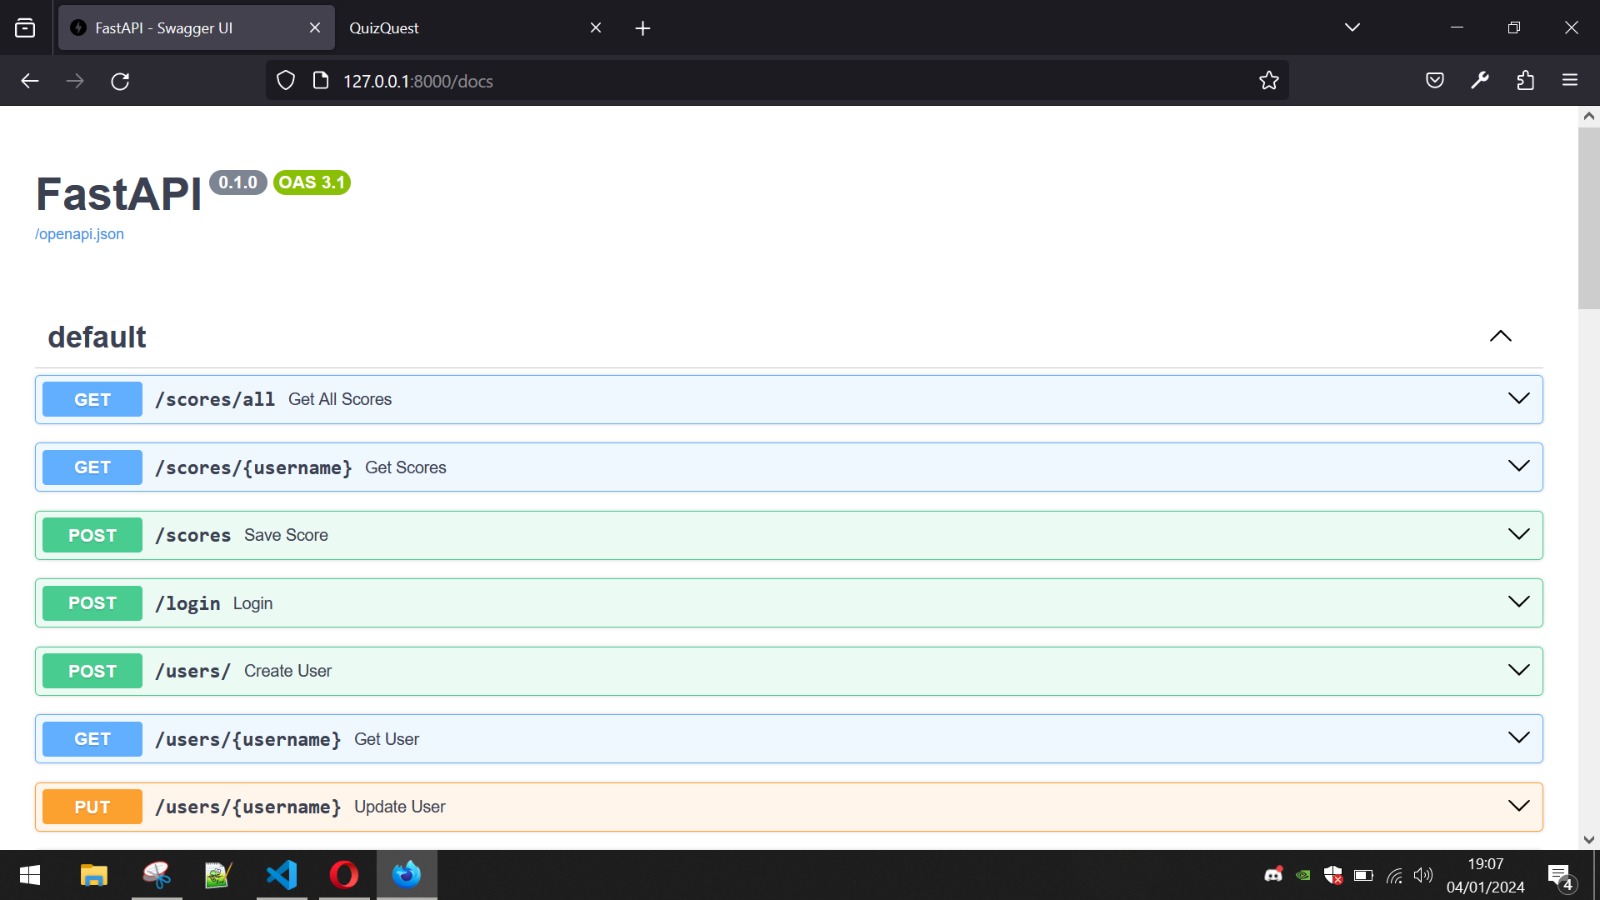 FastAPI - Swagger UI
QuizQuest
127.0.0.1:8000/docs
FastAPI 0.1.0 OAS 3.1
/openapi.json
default
GET /scores/all Get All Scores
GET /scores/{username} Get Scores
POST /scores Save Score
POST /login Login
POST /users/ Create User
GET /users/{username} Get User
PUT /users/{username} Update User
19:07
04/01/2024
4